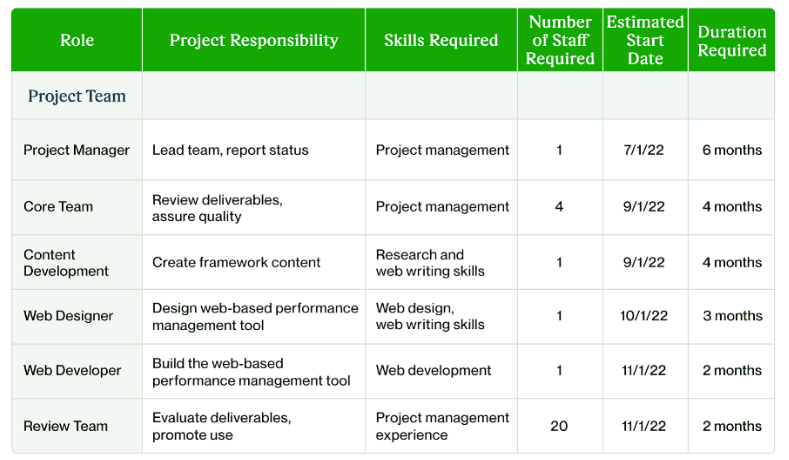 Role Project Responsibility Skills Required Number of Staff Required Estimated Start Date Duration Required
Project Team
Project Manager Lead team, report status Project management 1 7/1/22 6 months
Core Team Review deliverables, assure quality Project management 4 9/1/22 4 months
Content Development Create framework content Research and web writing skills 1 9/1/22 4 months
Web Designer Design web-based performance management tool Web design, web writing skills 1 10/1/22 3 months
Web Developer Build the web-based performance management tool Web development 1 11/1/22 2 months
Review Team Evaluate deliverables, promote use Project management experience 20 11/1/22 2 months